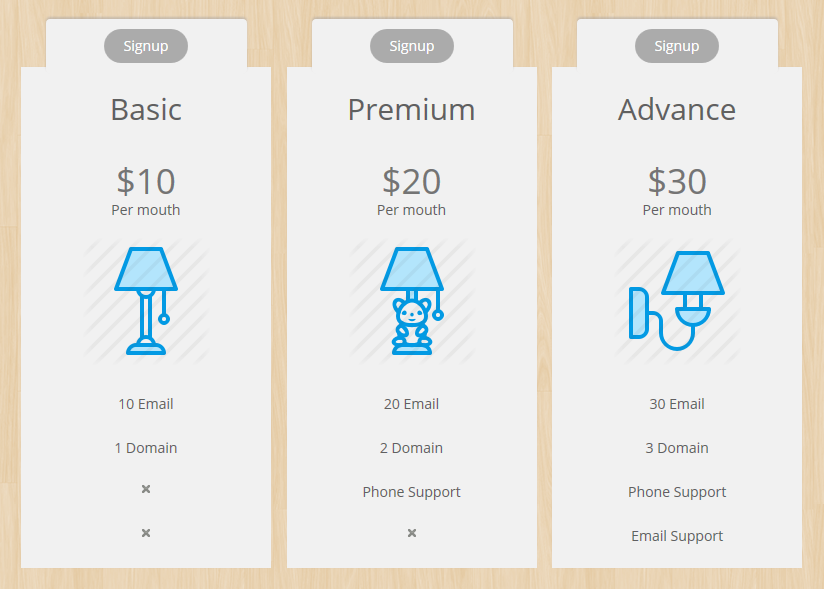 Signup
Basic
$10
Per mouth
10 Email
1 Domain
Signup
Premium
$20
Per mouth
20 Email
2 Domain
Phone Support
Signup
Advance
$30
Per mouth
30 Email
3 Domain
Phone Support
Email Support